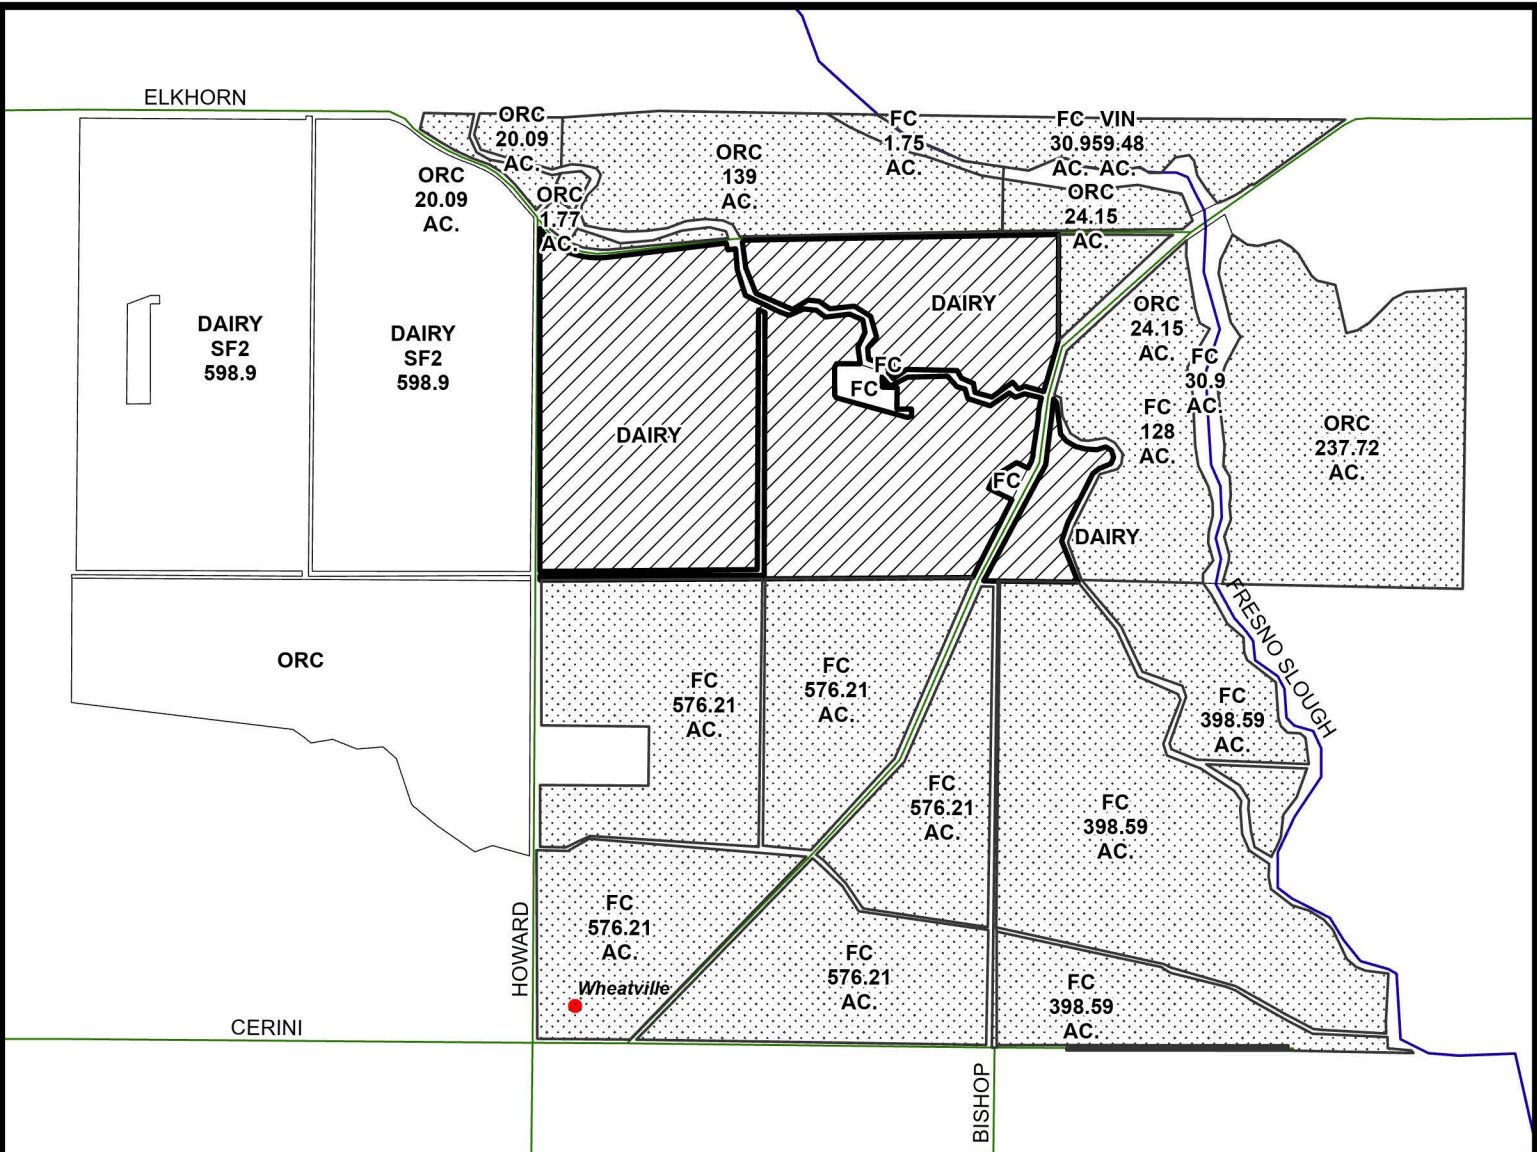 ELKHORN
ORC
20.09
AC.
FC
1.75
AC.
FC VIN
30.959.48
AC. AC.
ORC
139
AC.
ORC
20.09
AC.
ORC
1.77
AC.
ORC
24.15
AC.
DAIRY
SF2
598.9
DAIRY
SF2
598.9
DAIRY
ORC
24.15
AC.
FC
30.9
AC.
FC
FC
FC
128
AC.
ORC
237.72
AC.
DAIRY
FC
DAIRY
FRESNO SLOUGH
ORC
FC
576.21
AC.
FC
576.21
AC.
FC
398.59
AC.
FC
576.21
AC.
FC
398.59
AC.
FC
576.21
AC.
HOWARD
FC
576.21
AC.
FC
398.59
AC.
Wheatville
CERINI
BISHOP